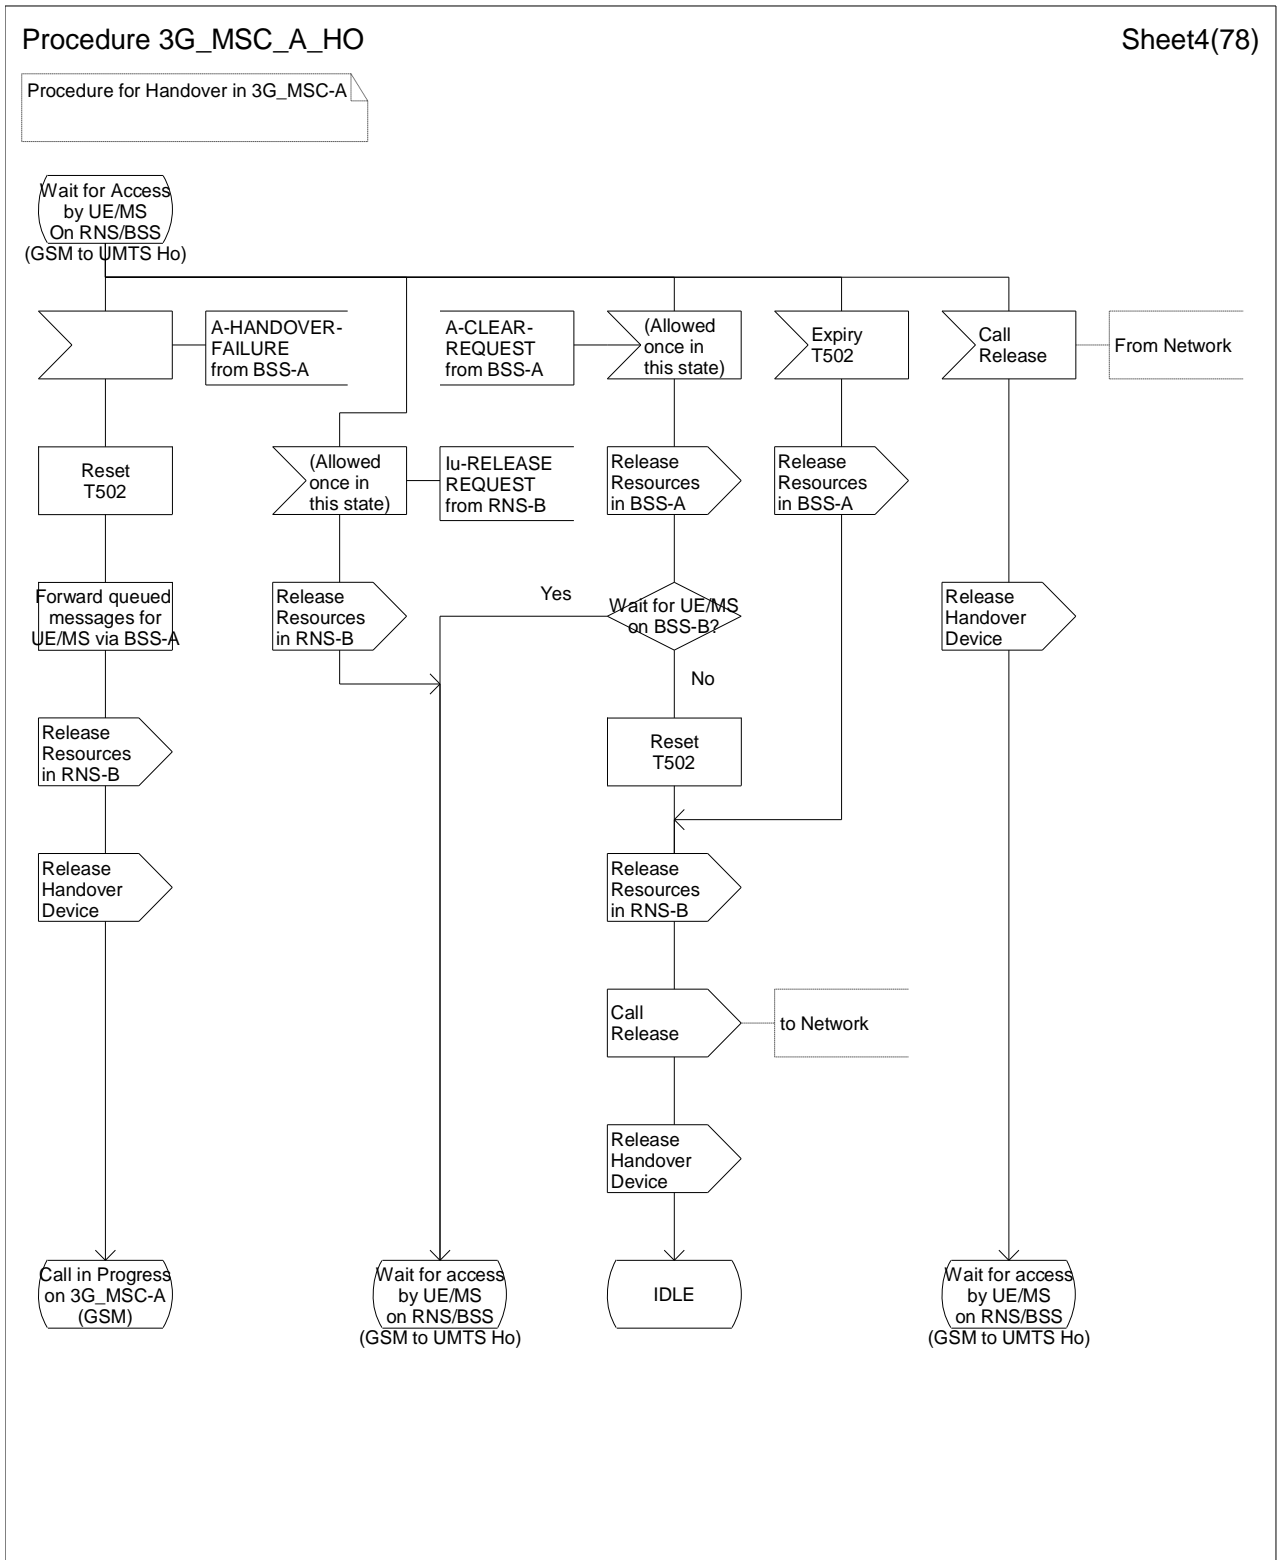 Procedure 3G_MSC_A_HO
Sheet4(78)
Procedure for Handover in 3G_MSC-A
Wait for Access
by UE/MS
On RNS/BSS
(GSM to UMTS Ho)
A-HANDOVER-
FAILURE
from BSS-A
A-CLEAR-
REQUEST
from BSS-A
(Allowed
once in
this state)
Expiry
T502
Call
Release
From Network
Reset
T502
(Allowed
once in
this state)
Iu-RELEASE
REQUEST
from RNS-B
Release
Resources
in BSS-A
Release
Resources
in BSS-A
Forward queued
messages for
UE/MS via BSS-A
Release
Resources
in RNS-B
Yes
Wait for UE/MS
on BSS-B?
No
Release
Handover
Device
Release
Resources
in RNS-B
Reset
T502
Release
Handover
Device
Release
Resources
in RNS-B
Call
Release
to Network
Release
Handover
Device
Call in Progress
on 3G_MSC-A
(GSM)
Wait for access
by UE/MS
on RNS/BSS
(GSM to UMTS Ho)
IDLE
Wait for access
by UE/MS
on RNS/BSS
(GSM to UMTS Ho)